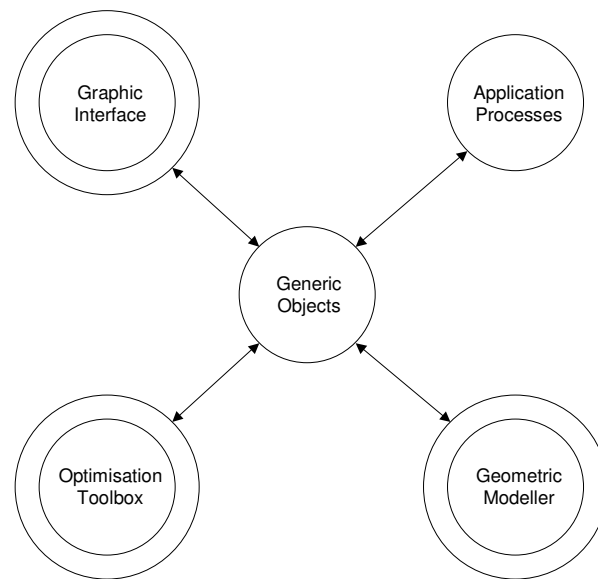 Graphic
Interface
Application
Processes
Generic
Objects
Optimisation
Toolbox
Geometric
Modeller